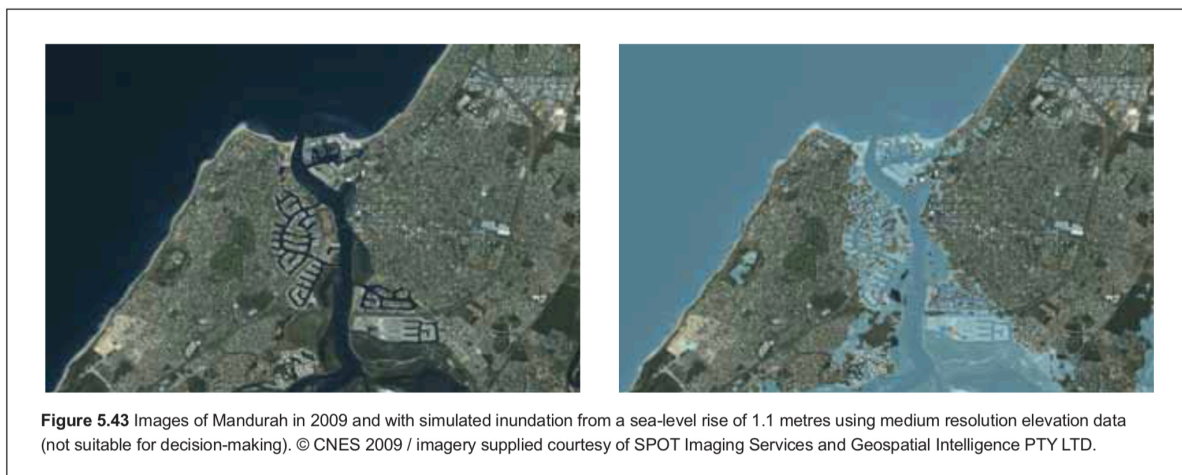 Figure 5.43 Images of Mandurah in 2009 and with simulated inundation from a sea-level rise of 1.1 metres using medium resolution elevation data
(not suitable for decision-making). © CNES 2009 / imagery supplied courtesy of SPOT Imaging Services and Geospatial Intelligence PTY LTD.